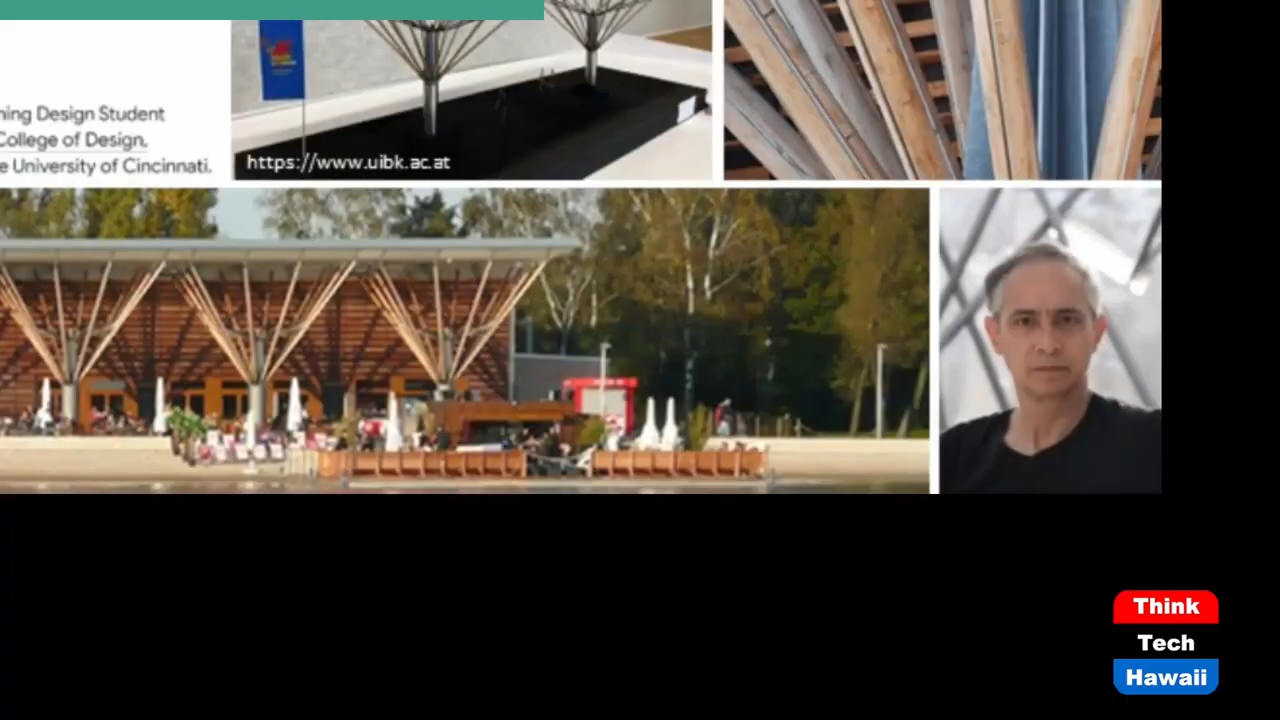 ning Design Student
College of Design,
e University of Cincinnati.
https://www.uibk.ac.at
Think
Tech
Hawaii